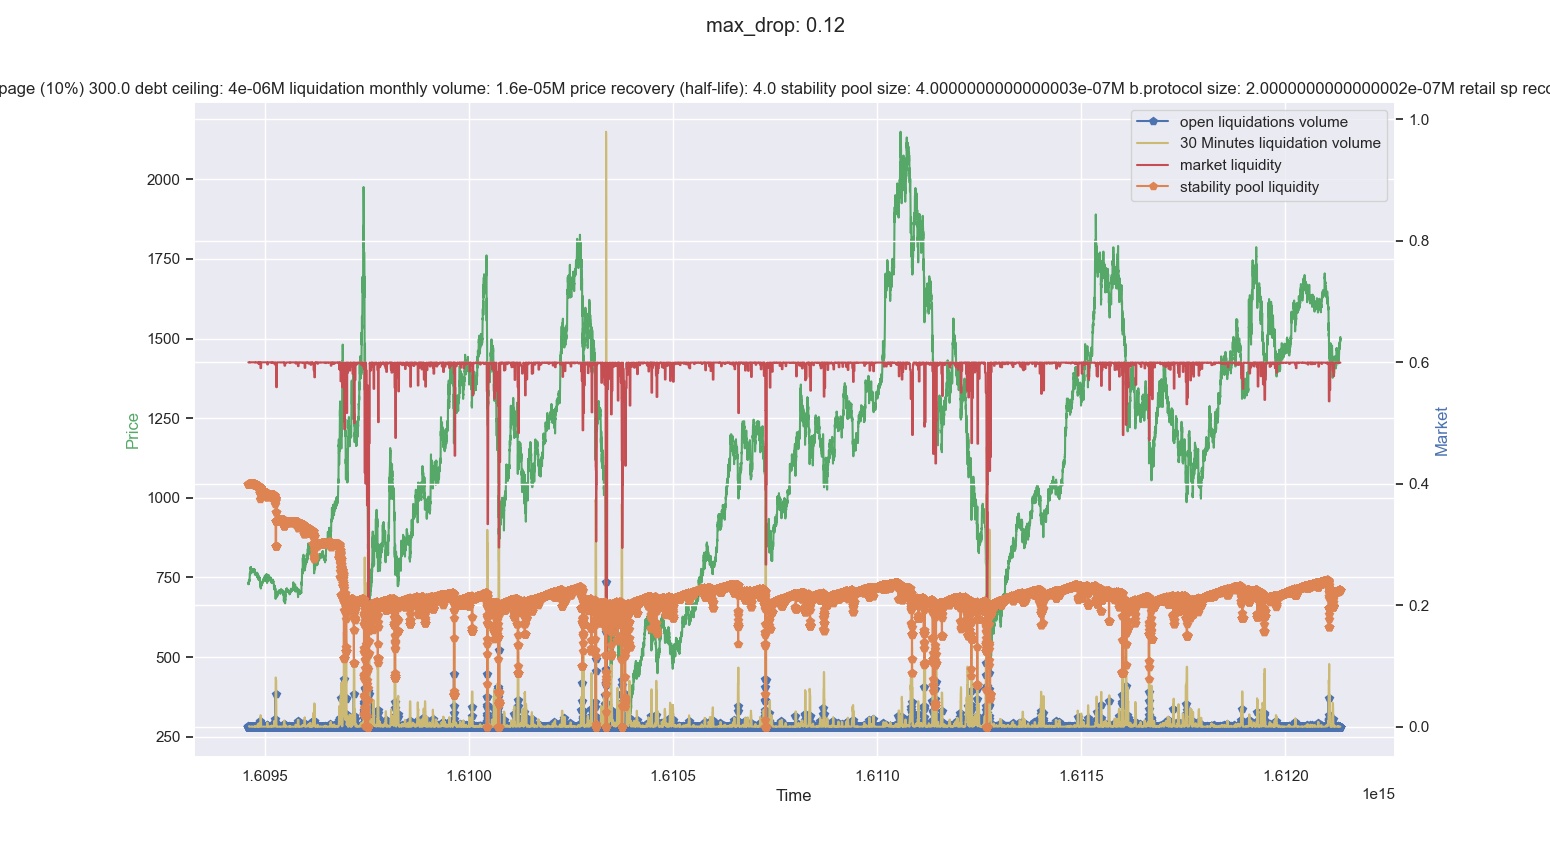 max_drop: 0.12
page (10%) 300.0 debt ceiling: 4e-06M liquidation monthly volume: 1.6e-05M price recovery (half-life): 4.0 stability pool size: 4.0000000000000003e-07M b.protocol size: 2.0000000000000002e-07M retail sp reco
open liquidations volume
30 Minutes liquidation volume
market liquidity
stability pool liquidity
Price
2000
1750
1500
1250
1000
750
500
250
1.0
0.8
0.6
0.4
0.2
0.0
Market
1.6095 1.6100 1.6105 1.6110 1.6115 1.6120
Time
1e15